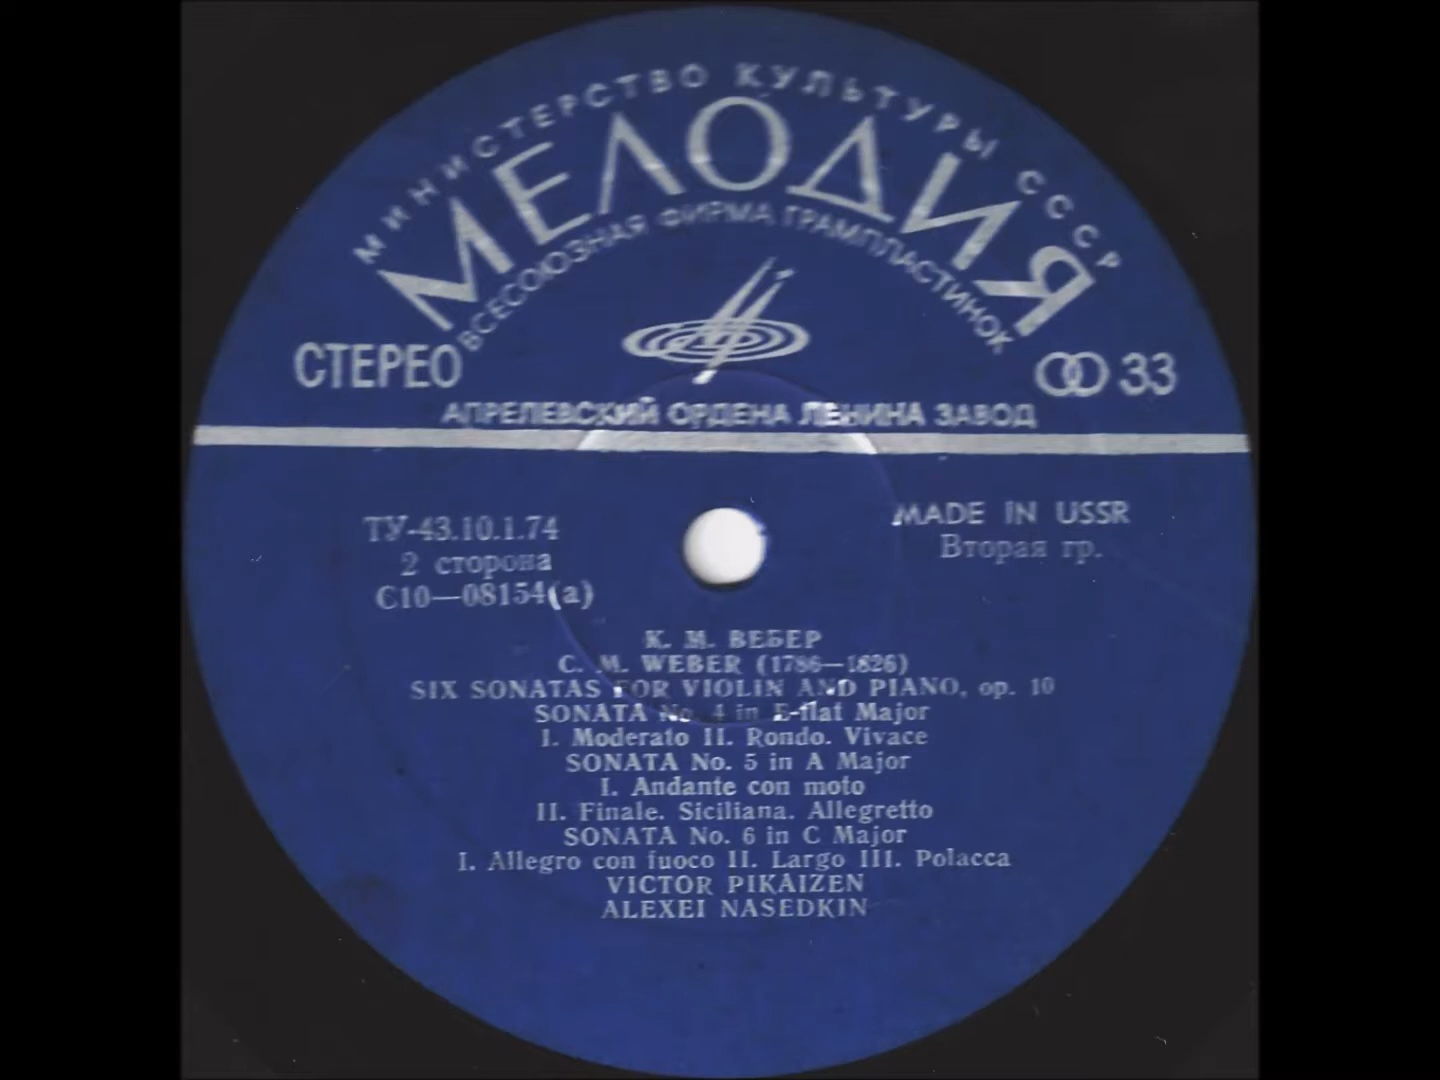 МИНИСТЕРСТВО КУЛЬТУРЫ СССР
МЕЛОДИЯ
ВСЕСОЮЗНАЯ ФИРМА ГРАМПЛАСТИНОК
СТЕРЕО
33
АПРЕЛЕВСКИЙ ОРДЕНА ЛЕНИНА ЗАВОД
ТУ-43.10.1.74
2 сторона
С10—08154(а)
MADE IN USSR
Вторая гр.
К. М. ВЕБЕР
C. M. WEBER (1786—1826)
SIX SONATAS FOR VIOLIN AND PIANO, op. 10
SONATA No. 4 in E-flat Major
I. Moderato II. Rondo. Vivace
SONATA No. 5 in A Major
I. Andante con moto
II. Finale. Siciliana. Allegretto
SONATA No. 6 in C Major
I. Allegro con fuoco II. Largo III. Polacca
VICTOR PIKAIZEN
ALEXEI NASEDKIN